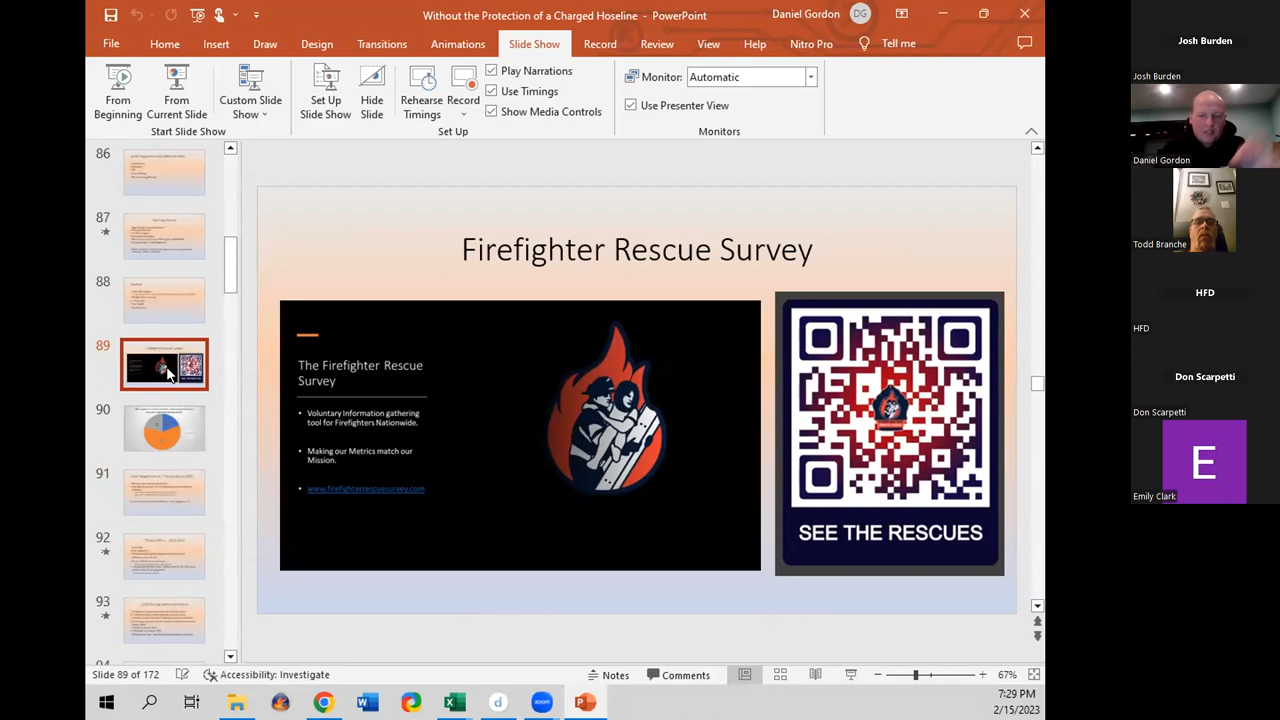 Without the Protection of a Charged Hoseline - PowerPoint
Daniel Gordon
DG
File
Home
Insert
Draw
Design
Transitions
Animations
Slide Show
Record
Review
View
Help
Nitro Pro
Tell me
From Beginning
From Current Slide
Custom Slide Show
Start Slide Show
Set Up Slide Show
Hide Slide
Rehearse Timings
Record
Play Narrations
Use Timings
Show Media Controls
Set Up
Monitor:
Automatic
Use Presenter View
Monitors
86
87
88
89
90
91
92
93
Firefighter Rescue Survey
The Firefighter Rescue
Survey
• Voluntary Information gathering
tool for Firefighters Nationwide.
• Making our Metrics match our
Mission.
• www.firefighterrescuesurvey.com
SEE THE RESCUES
Slide 89 of 172
Accessibility: Investigate
Notes
Comments
67%
7:29 PM
2/15/2023
Josh Burden
Josh Burden
Daniel Gordon
Todd Branche
HFD
HFD
Don Scarpetti
Don Scarpetti
E
Emily Clark